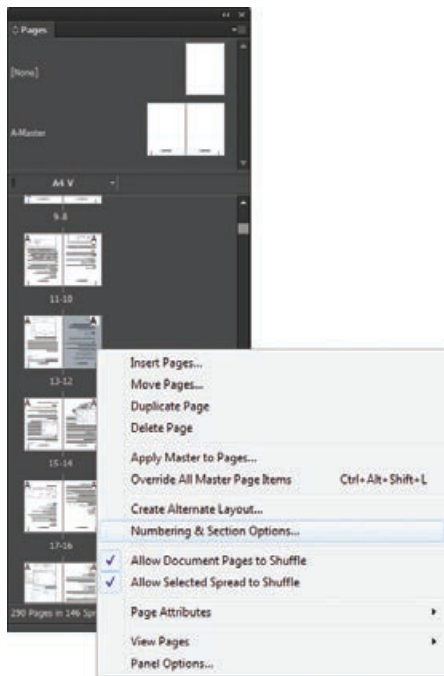 Pages
[None]
A-Master
A4 V
9-8
11-10
13-12
15-14
17-16
290 Pages in 146 Spr
Insert Pages...
Move Pages...
Duplicate Page
Delete Page
Apply Master to Pages...
Override All Master Page Items Ctrl+Alt+Shift+L
Create Alternate Layout...
Numbering & Section Options...
Allow Document Pages to Shuffle
Allow Selected Spread to Shuffle
Page Attributes
View Pages
Panel Options...